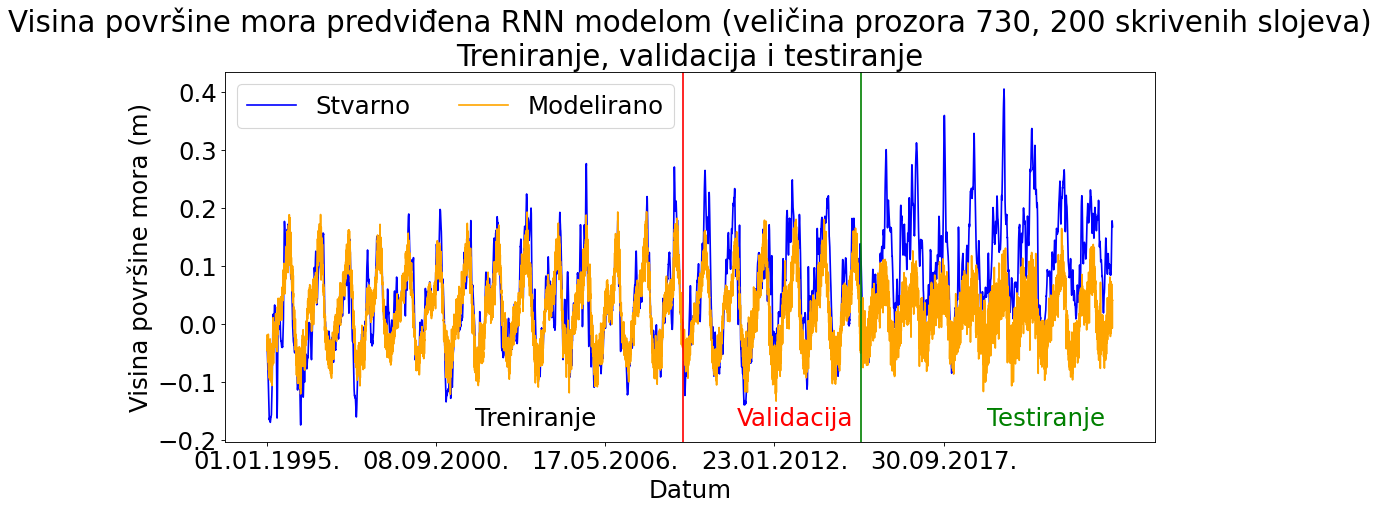 Visina površine mora predviđena RNN modelom (veličina prozora 730, 200 skrivenih slojeva)
Treniranje, validacija i testiranje
Stvarno
Modelirano
Visina površine mora (m)
0.4
0.3
0.2
0.1
0.0
−0.1
−0.2
Treniranje
Validacija
Testiranje
01.01.1995.
08.09.2000.
17.05.2006.
23.01.2012.
30.09.2017.
Datum